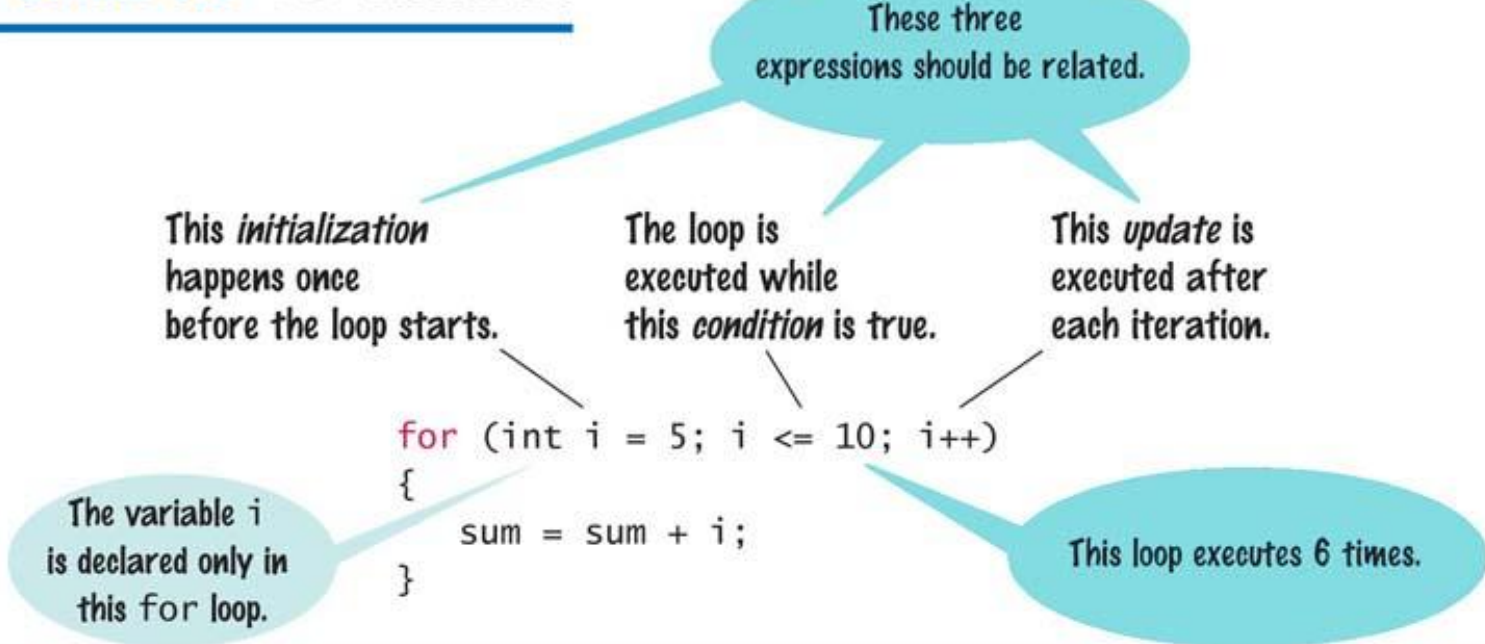 These three
expressions should be related.
This initialization
happens once
before the loop starts.
The loop is
executed while
this condition is true.
This update is
executed after
each iteration.
for (int i = 5; i <= 10; i++)
{
sum = sum + i;
}
The variable i
is declared only in
this for loop.
This loop executes 6 times.